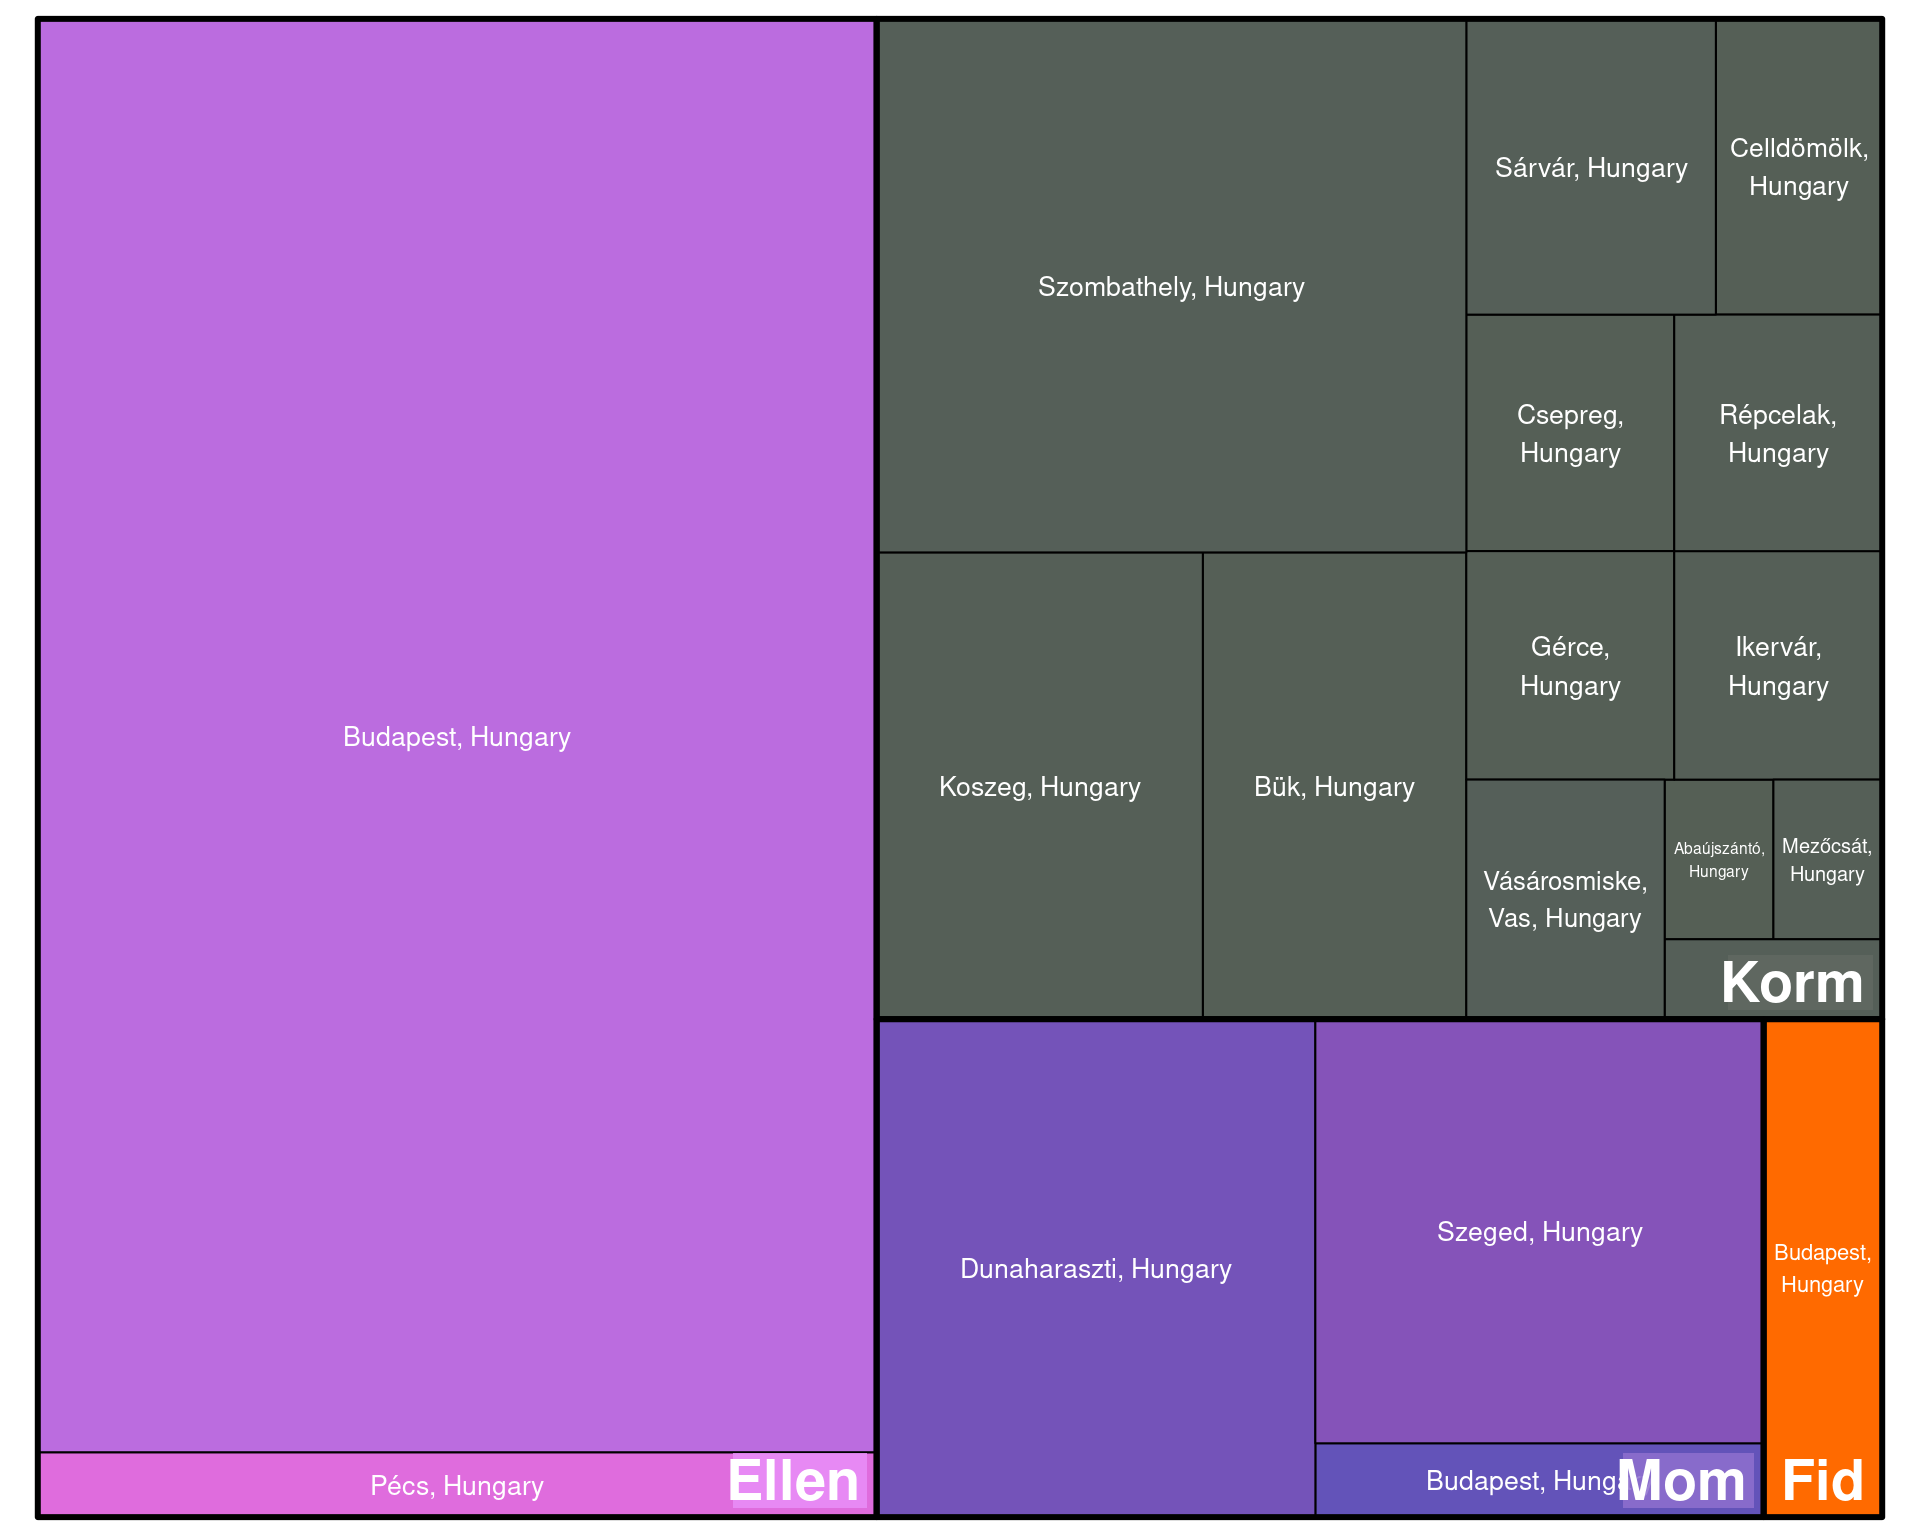 Budapest, Hungary
Pécs, Hungary
Ellen
Szombathely, Hungary
Sárvár, Hungary
Celldömölk,
Hungary
Csepreg,
Hungary
Répcelak,
Hungary
Koszeg, Hungary
Bük, Hungary
Gérce,
Hungary
Ikervár,
Hungary
Vásárosmiske,
Vas, Hungary
Abaújszántó,
Hungary
Mezőcsát,
Hungary
Korm
Dunaharaszti, Hungary
Szeged, Hungary
Budapest, Hunga
Mom
Budapest,
Hungary
Fid